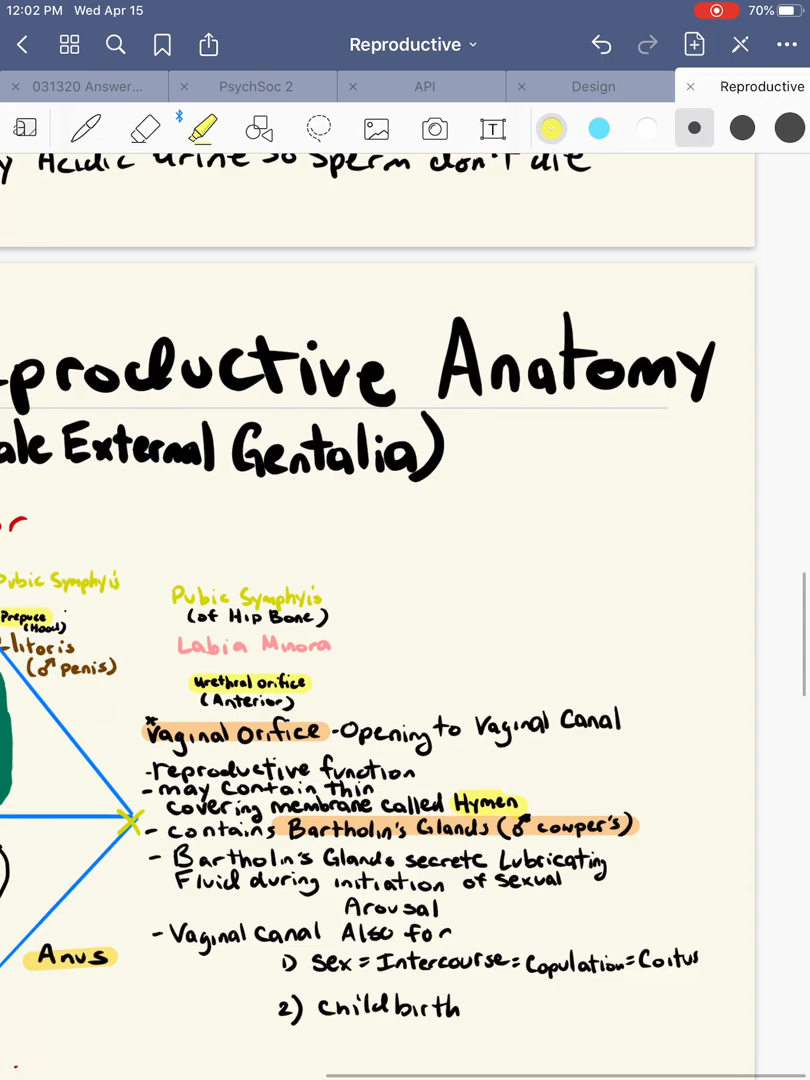 12:02 PM Wed Apr 15
70%
Reproductive
031320 Answer...
PsychSoc 2
API
Design
Reproductive
T
y Acidic urine so sperm don't die
productive Anatomy
ale External Gentalia)
or
Pubic Symphyis
Prepuce
(Hood)
Clitoris
(♂ penis)
Pubic Symphyis
(of Hip Bone)
Labia Minora
Urethral orifice
(Anterior)
*Vaginal Orifice - Opening to Vaginal Canal
- reproductive function
- may contain thin
covering membrane called Hymen
- contains Bartholin's Glands (♂ cowper's)
- Bartholin's Glands secrete Lubricating
Fluid during initiation of sexual
Arousal
- Vaginal canal Also for
1) Sex = Intercourse = Copulation = Coitus
2) childbirth
Anus